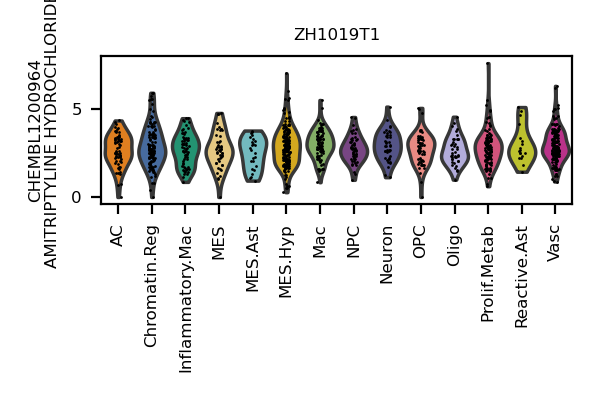 ZH1019T1
CHEMBL1200964
AMITRIPTYLINE HYDROCHLORIDE
5
0
AC
Chromatin.Reg
Inflammatory.Mac
MES
MES.Ast
MES.Hyp
Mac
NPC
Neuron
OPC
Oligo
Prolif.Metab
Reactive.Ast
Vasc